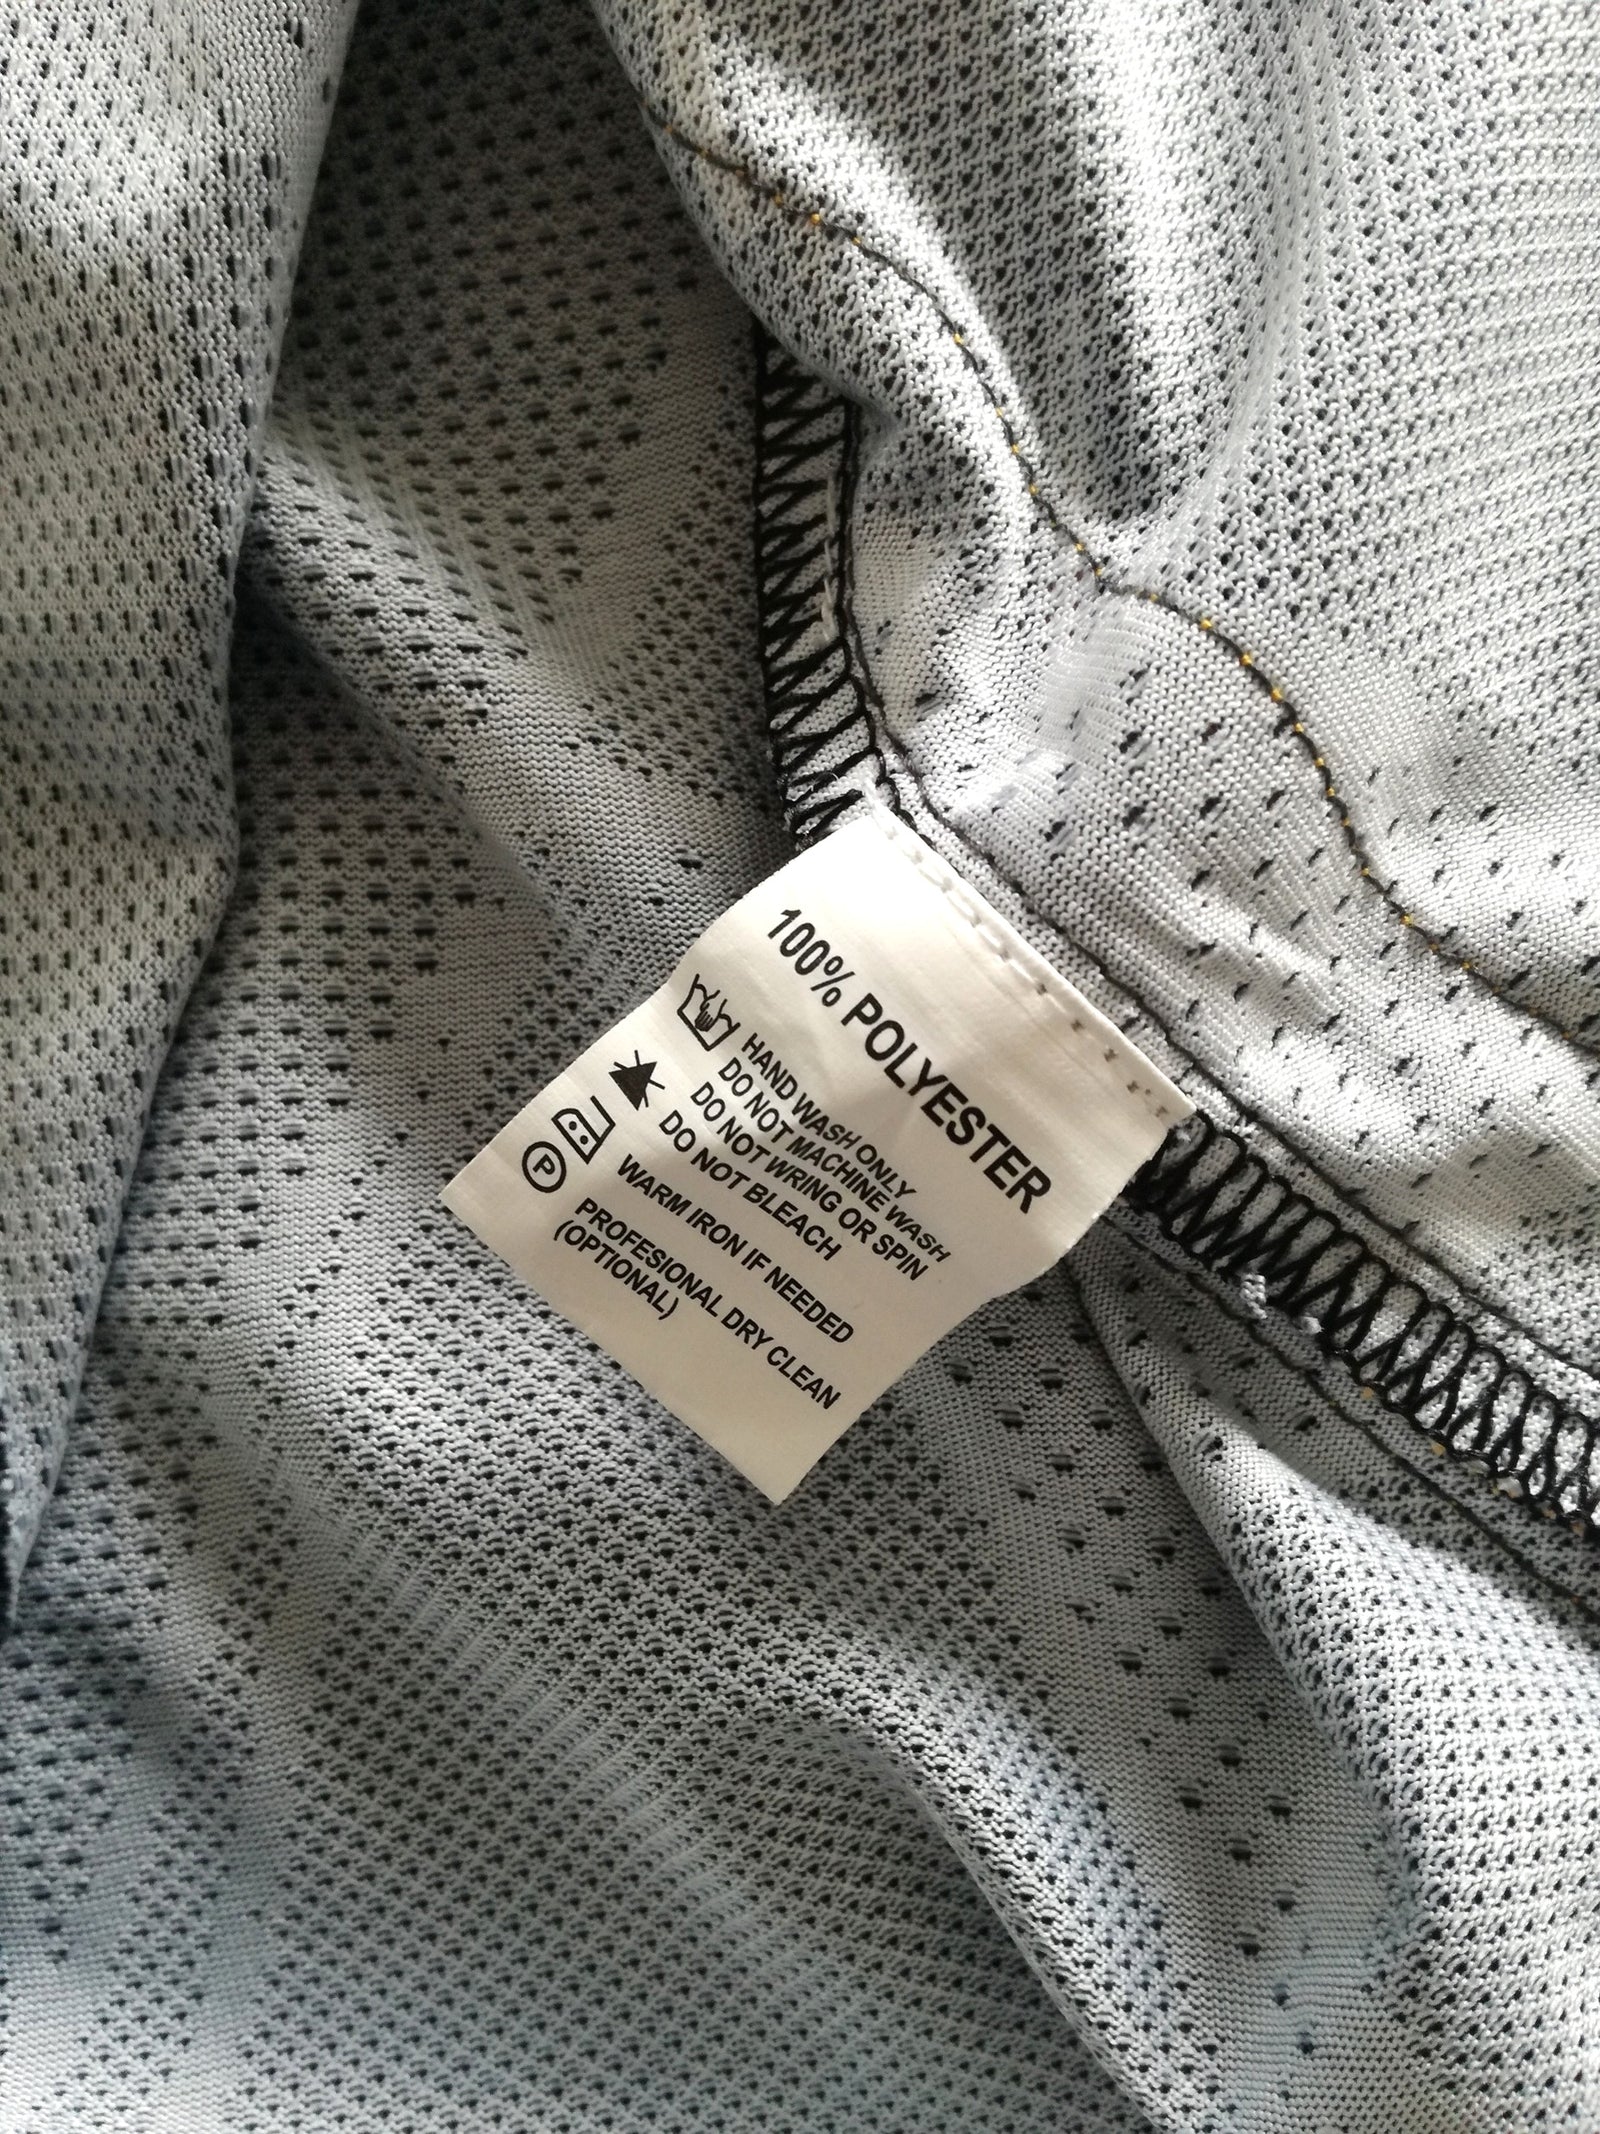 100% POLYESTER
HAND WASH ONLY
DO NOT MACHINE WASH
DO NOT WRING OR SPIN
DO NOT BLEACH
WARM IRON IF NEEDED
P
PROFESIONAL DRY CLEAN
(OPTIONAL)